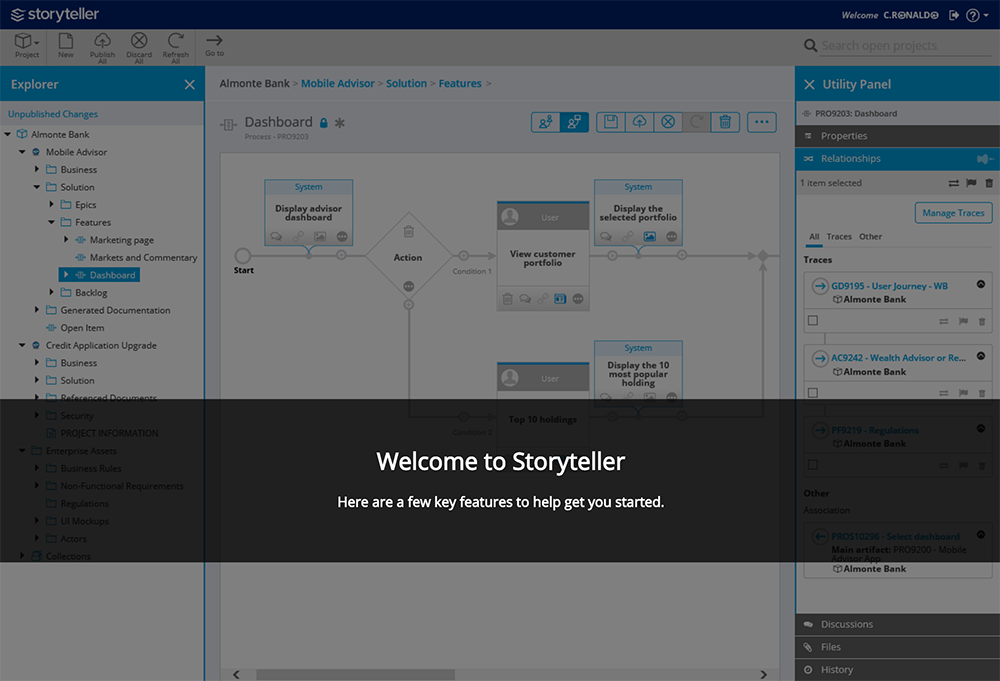 storyteller
Welcome C.RONALDO
Project
New
Publish All
Discard All
Refresh All
Go to
Search open projects
Explorer
Unpublished Changes
Almonte Bank
Mobile Advisor
Business
Solution
Epics
Features
Marketing page
Markets and Commentary
Dashboard
Backlog
Generated Documentation
Open Item
Credit Application Upgrade
Business
Solution
Referenced Documents
Security
PROJECT INFORMATION
Enterprise Assets
Business Rules
Non-Functional Requirements
Regulations
UI Mockups
Actors
Collections
Almonte Bank > Mobile Advisor > Solution > Features >
Dashboard
Process - PRO9203
System
Display advisor
dashboard
Start
Action
Condition 1
User
View customer
portfolio
System
Display the
selected portfolio
Condition 2
User
Top 10 holdings
System
Display the 10
most popular
holding
Welcome to Storyteller
Here are a few key features to help get you started.
Utility Panel
PRO9203: Dashboard
Properties
Relationships
1 item selected
Manage Traces
All Traces Other
Traces
GD9195 - User Journey - WB
Almonte Bank
AC9242 - Wealth Advisor or Re...
Almonte Bank
PF9219 - Regulations
Almonte Bank
Other
Association
PROS10296 - Select dashboard
Main artifact: PRO9200 - Mobile
Advisor App
Almonte Bank
Discussions
Files
History